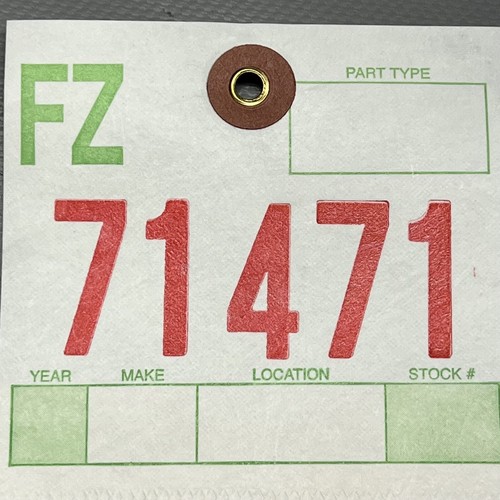 FZ
PART TYPE
71471
YEAR MAKE LOCATION STOCK #